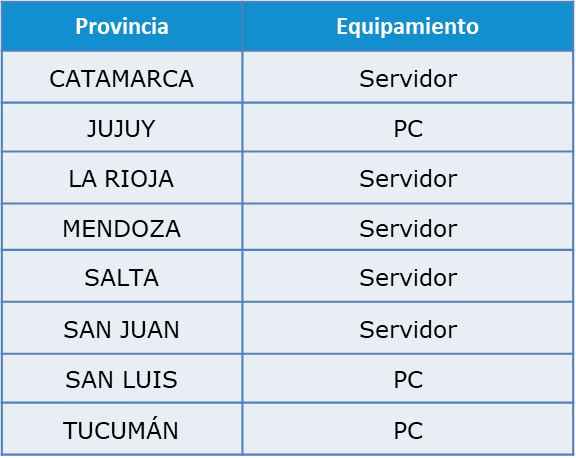 Provincia Equipamiento
CATAMARCA Servidor
JUJUY PC
LA RIOJA Servidor
MENDOZA Servidor
SALTA Servidor
SAN JUAN Servidor
SAN LUIS PC
TUCUMÁN PC